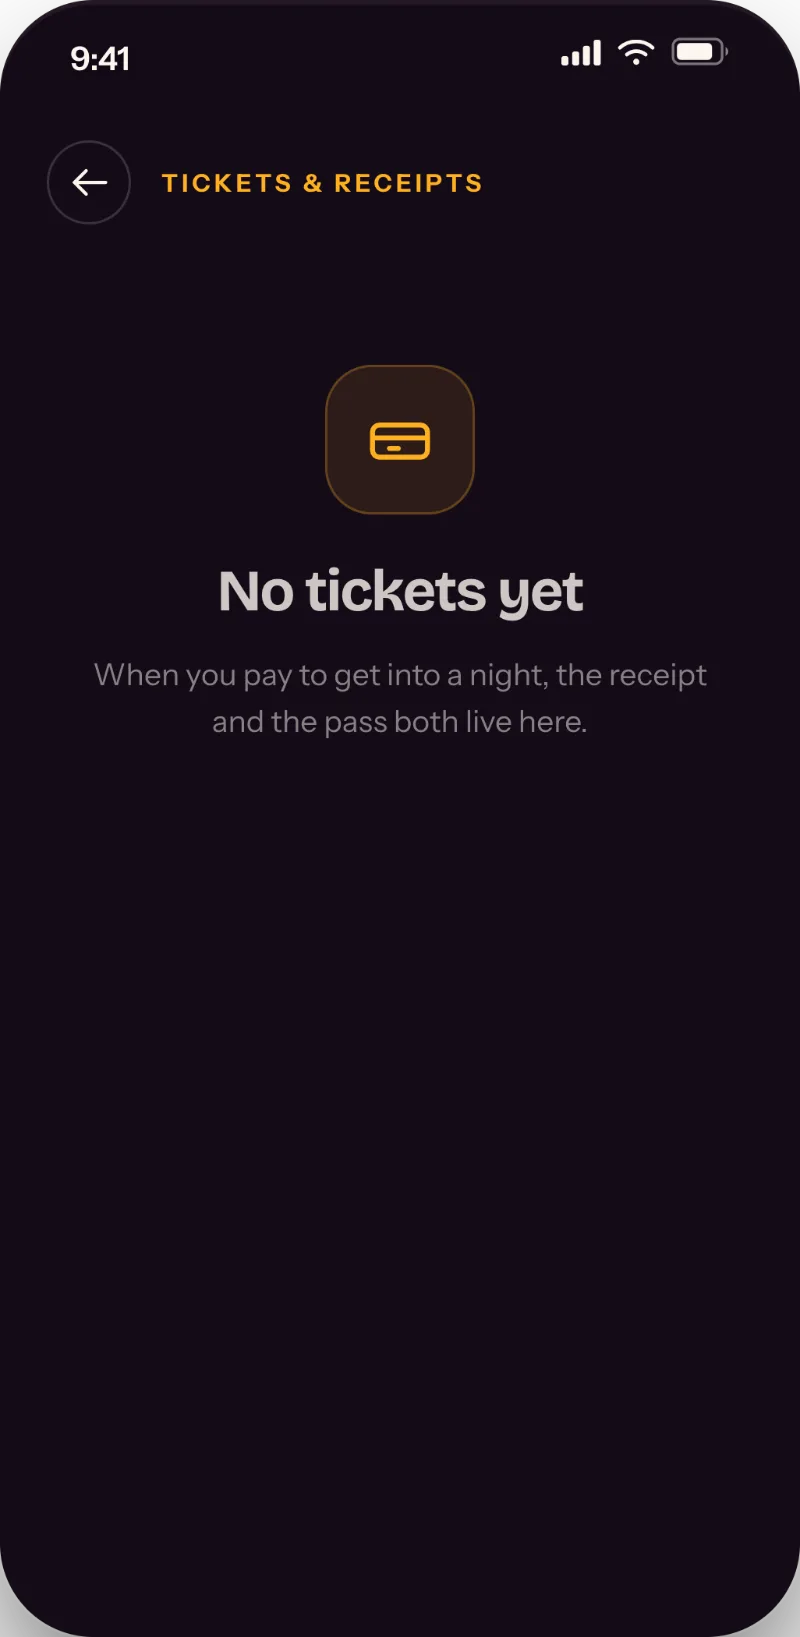 9:41
TICKETS & RECEIPTS
No tickets yet
When you pay to get into a night, the receipt
and the pass both live here.